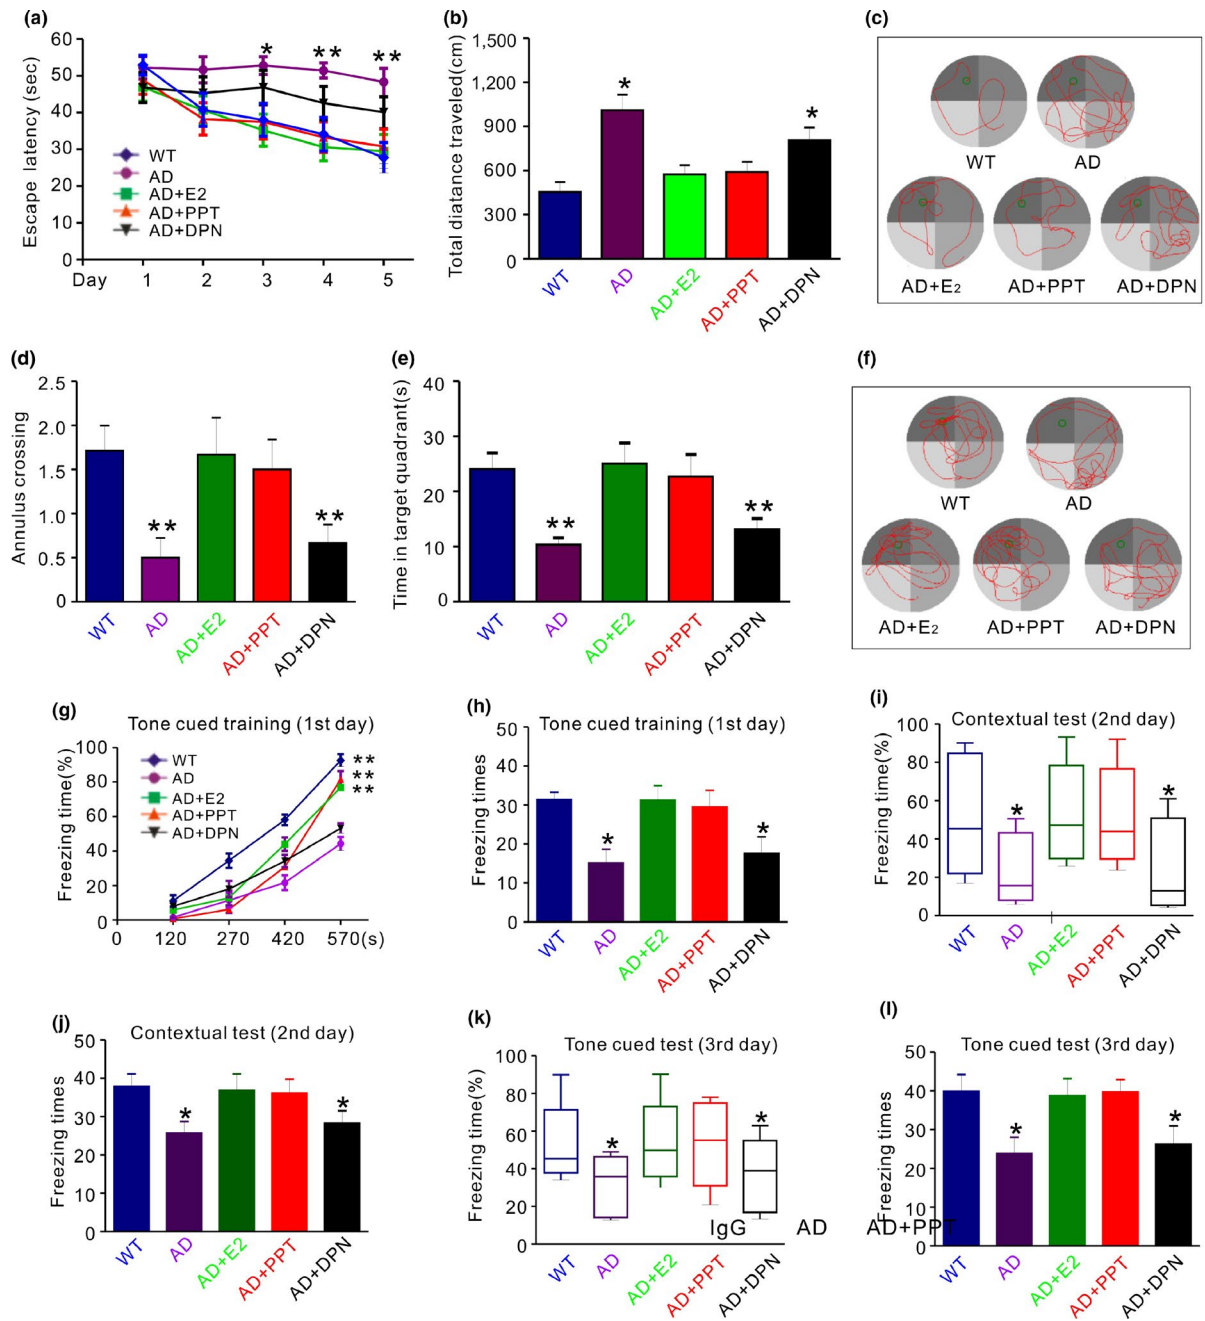 (a)
60
50
40
30
20
10
0
Escape latency (sec)
* ** **
WT
AD
AD+E2
AD+PPT
AD+DPN
Day 1 2 3 4 5
(b)
1,500
1,200
900
600
300
0
Total diatance traveled(cm)
* *
WT AD AD+E2 AD+PPT AD+DPN
(c)
WT AD
AD+E2 AD+PPT AD+DPN
(d)
2.5
2.0
1.5
1.0
0.5
0
Annulus crossing
** **
WT AD AD+E2 AD+PPT AD+DPN
(e)
40
30
20
10
0
Time in target quadrant(s)
** **
WT AD AD+E2 AD+PPT AD+DPN
(f)
WT AD
AD+E2 AD+PPT AD+DPN
(g)
Tone cued training (1st day)
100
80
60
40
20
0
Freezing time(%)
WT
AD
AD+E2
AD+PPT
AD+DPN
**
**
**
0 120 270 420 570(s)
(h)
Tone cued training (1st day)
50
40
30
20
10
0
Freezing times
* *
WT AD AD+E2 AD+PPT AD+DPN
(i)
Contextual test (2nd day)
100
80
60
40
20
0
Freezing time(%)
* *
WT AD AD+E2 AD+PPT AD+DPN
(j)
Contextual test (2nd day)
50
40
30
20
10
0
Freezing times
* *
WT AD AD+E2 AD+PPT AD+DPN
(k)
Tone cued test (3rd day)
100
80
60
40
20
0
Freezing time(%)
* *
WT AD AD+E2 AD+PPT AD+DPN
IgG AD AD+PPT
(l)
Tone cued test (3rd day)
50
40
30
20
10
0
Freezing times
* *
WT AD AD+E2 AD+PPT AD+DPN